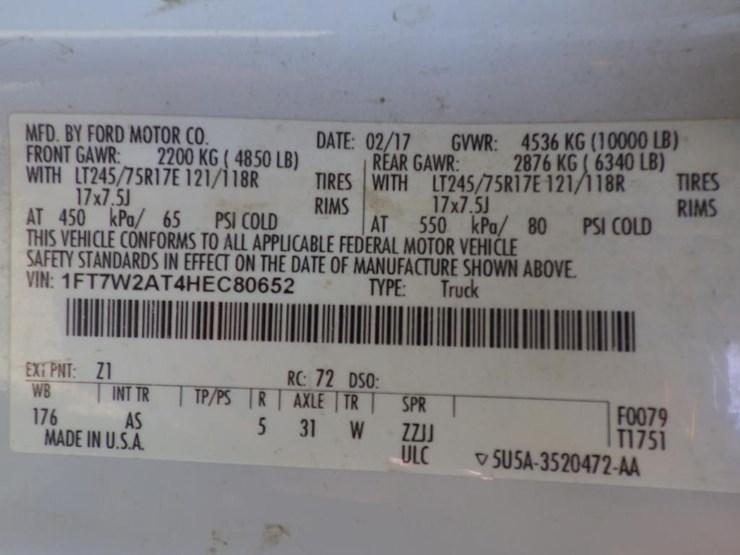 MFD. BY FORD MOTOR CO. DATE: 02/17 GVWR: 4536 KG (10000 LB)
FRONT GAWR: 2200 KG ( 4850 LB) REAR GAWR: 2876 KG ( 6340 LB)
WITH LT245/75R17E 121/118R TIRES WITH LT245/75R17E 121/118R TIRES
17x7.5J RIMS 17x7.5J RIMS
AT 450 kPa/ 65 PSI COLD AT 550 kPa/ 80 PSI COLD
THIS VEHICLE CONFORMS TO ALL APPLICABLE FEDERAL MOTOR VEHICLE
SAFETY STANDARDS IN EFFECT ON THE DATE OF MANUFACTURE SHOWN ABOVE.
VIN: 1FT7W2AT4HEC80652 TYPE: Truck
EXT PNT: Z1 RC: 72 DSO:
WB INT TR TP/PS R AXLE TR SPR
176 AS 5 31 W ZZJJ F0079
MADE IN U.S.A. ULC T1751
▽5U5A-3520472-AA